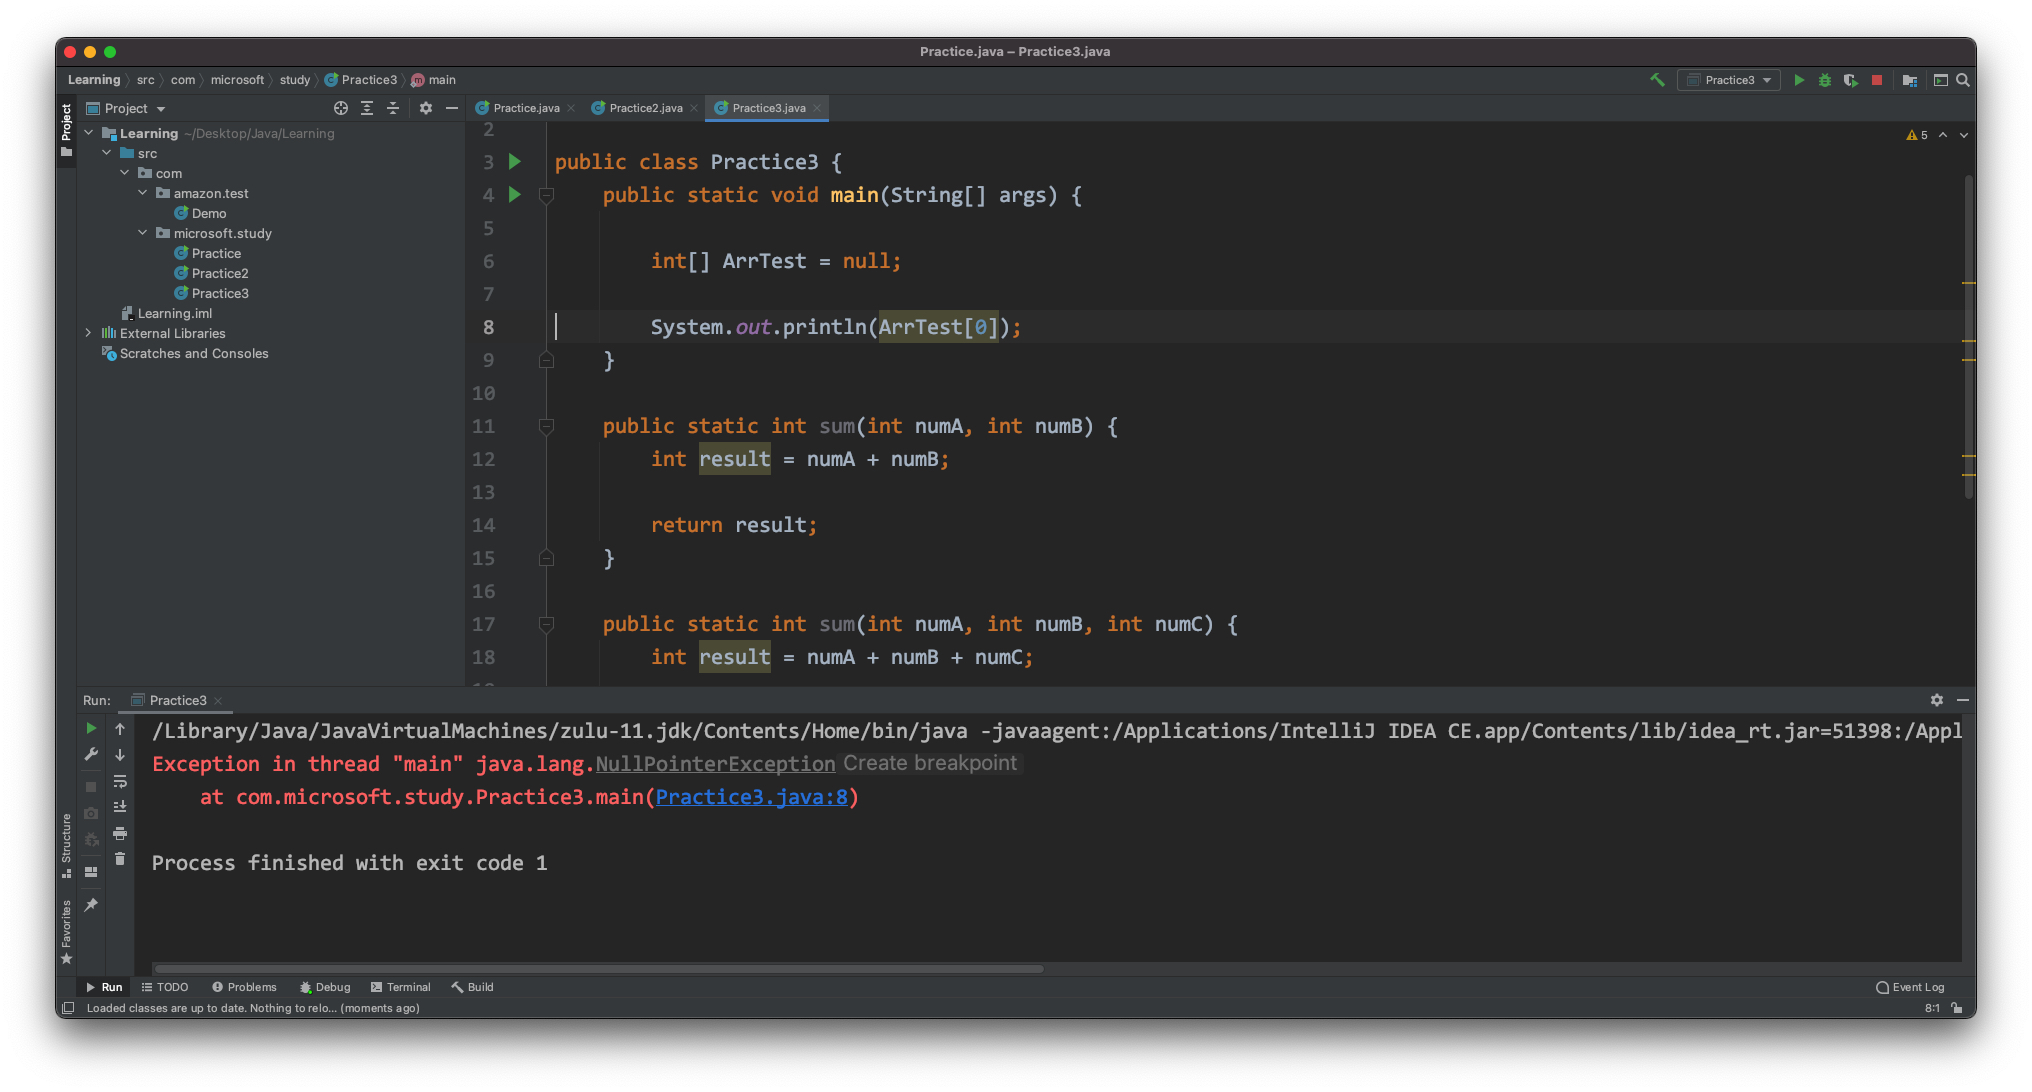 Practice.java – Practice3.java
Learning src com microsoft study Practice3 main
Practice3
Project
Project
Practice.java Practice2.java Practice3.java
Learning ~/Desktop/Java/Learning
src
com
amazon.test
Demo
microsoft.study
Practice
Practice2
Practice3
Learning.iml
External Libraries
Scratches and Consoles
5
2
3 public class Practice3 {
4 public static void main(String[] args) {
5
6 int[] ArrTest = null;
7
8 System.out.println(ArrTest[0]);
9 }
10
11 public static int sum(int numA, int numB) {
12 int result = numA + numB;
13
14 return result;
15 }
16
17 public static int sum(int numA, int numB, int numC) {
18 int result = numA + numB + numC;
Run: Practice3
/Library/Java/JavaVirtualMachines/zulu-11.jdk/Contents/Home/bin/java -javaagent:/Applications/IntelliJ IDEA CE.app/Contents/lib/idea_rt.jar=51398:/Appl
Exception in thread "main" java.lang.NullPointerException Create breakpoint
at com.microsoft.study.Practice3.main(Practice3.java:8)
Process finished with exit code 1
Structure
Favorites
Run TODO Problems Debug Terminal Build Event Log
Loaded classes are up to date. Nothing to relo... (moments ago) 8:1